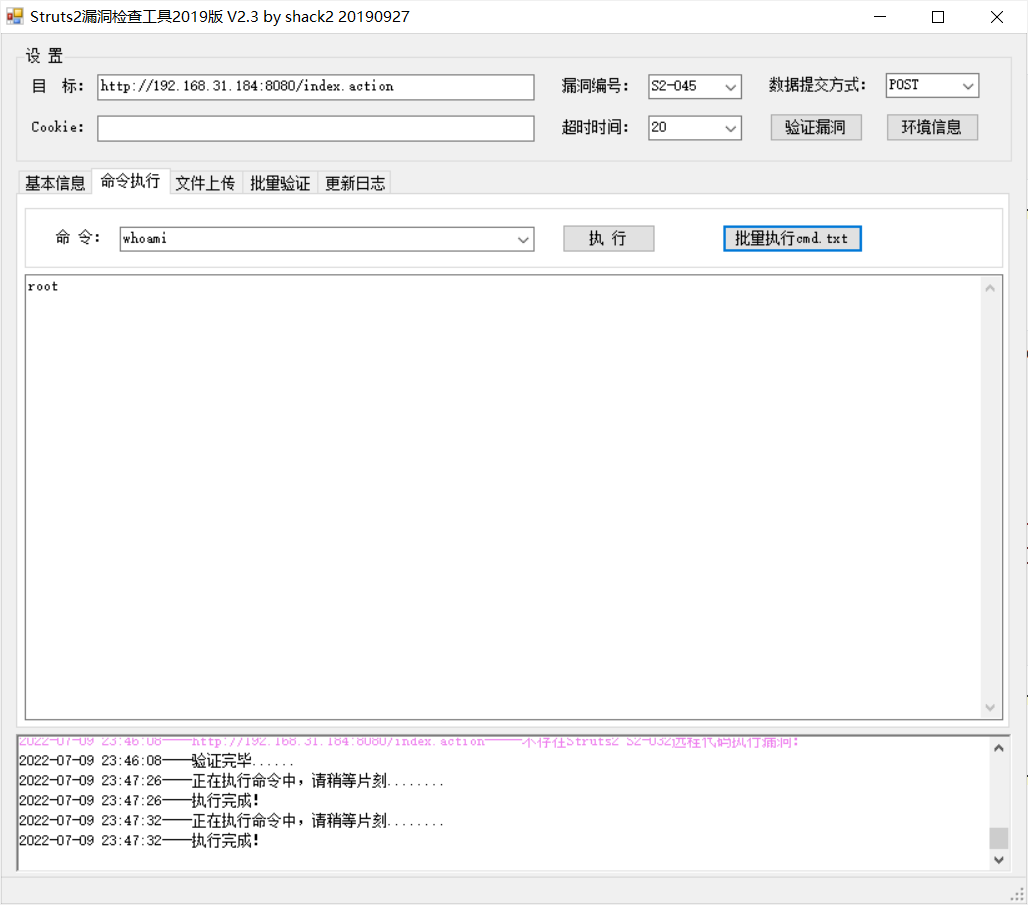 Struts2漏洞检查工具2019版 V2.3 by shack2 20190927
设 置
目 标: http://192.168.31.184:8080/index.action 漏洞编号: S2-045 数据提交方式: POST
Cookie: 超时时间: 20 验证漏洞 环境信息
基本信息 命令执行 文件上传 批量验证 更新日志
命 令: whoami 执 行 批量执行cmd.txt
root
2022-07-09 23:46:08——http://192.168.31.184:8080/index.action——不存在Struts2 S2-032远程代码执行漏洞!
2022-07-09 23:46:08——验证完毕......
2022-07-09 23:47:26——正在执行命令中，请稍等片刻........
2022-07-09 23:47:26——执行完成!
2022-07-09 23:47:32——正在执行命令中，请稍等片刻........
2022-07-09 23:47:32——执行完成!